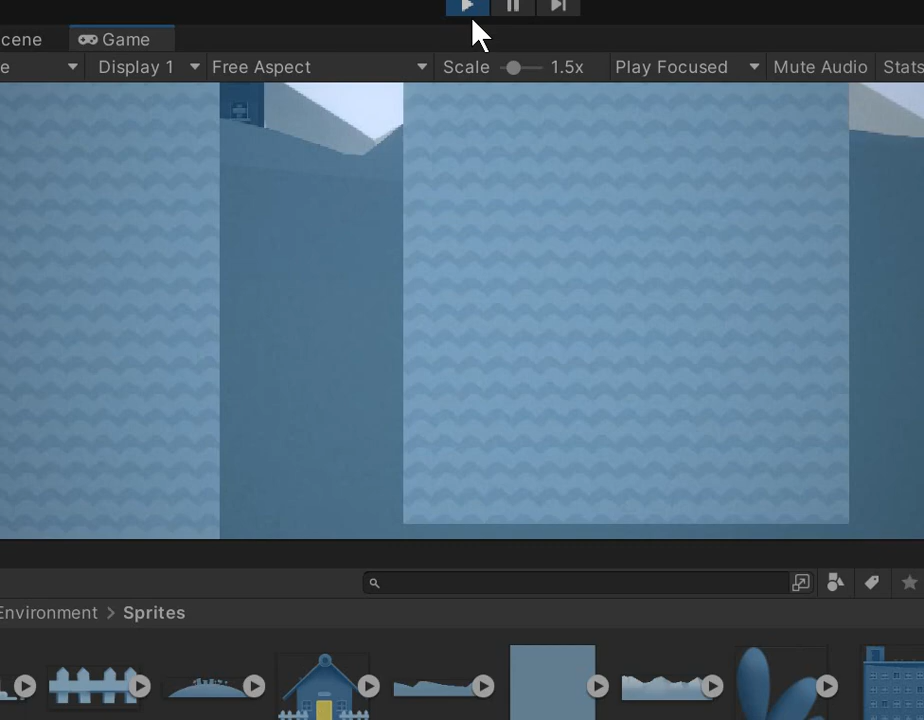 cene
Game
e
Display 1
Free Aspect
Scale
1.5x
Play Focused
Mute Audio
Stats
Environment > Sprites